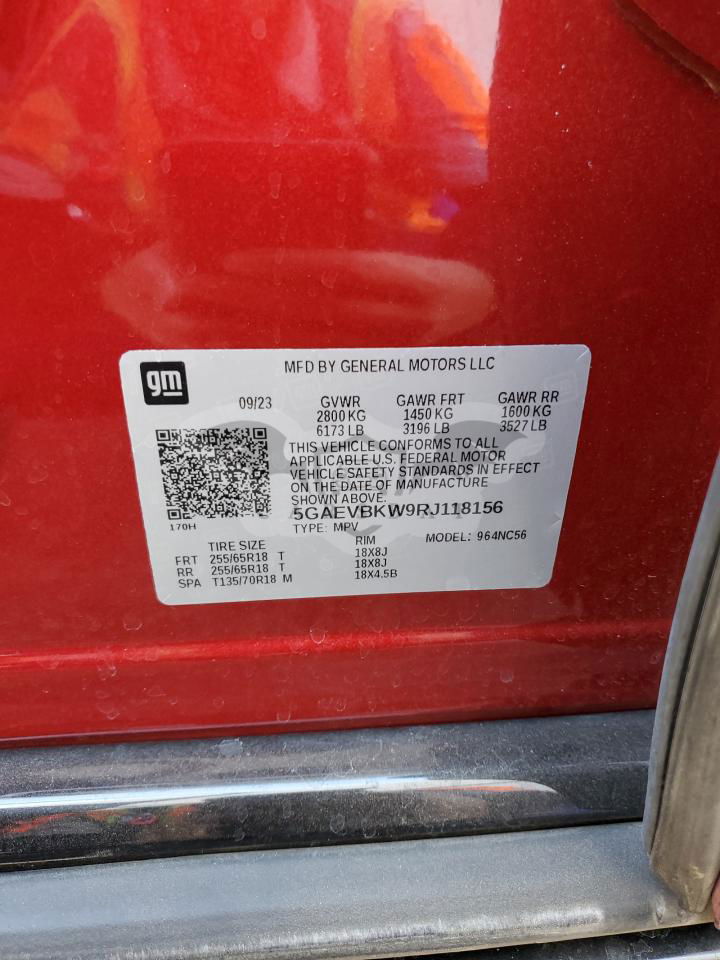 gm
MFD BY GENERAL MOTORS LLC
09/23 GVWR GAWR FRT GAWR RR
2800 KG 1450 KG 1600 KG
6173 LB 3196 LB 3527 LB
THIS VEHICLE CONFORMS TO ALL
APPLICABLE U.S. FEDERAL MOTOR
VEHICLE SAFETY STANDARDS IN EFFECT
ON THE DATE OF MANUFACTURE
SHOWN ABOVE.
5GAEVBKW9RJ118156
170H
TYPE: MPV
MODEL: 964NC56
TIRE SIZE RIM
FRT 255/65R18 T 18X8J
RR 255/65R18 T 18X8J
SPA T135/70R18 M 18X4.5B